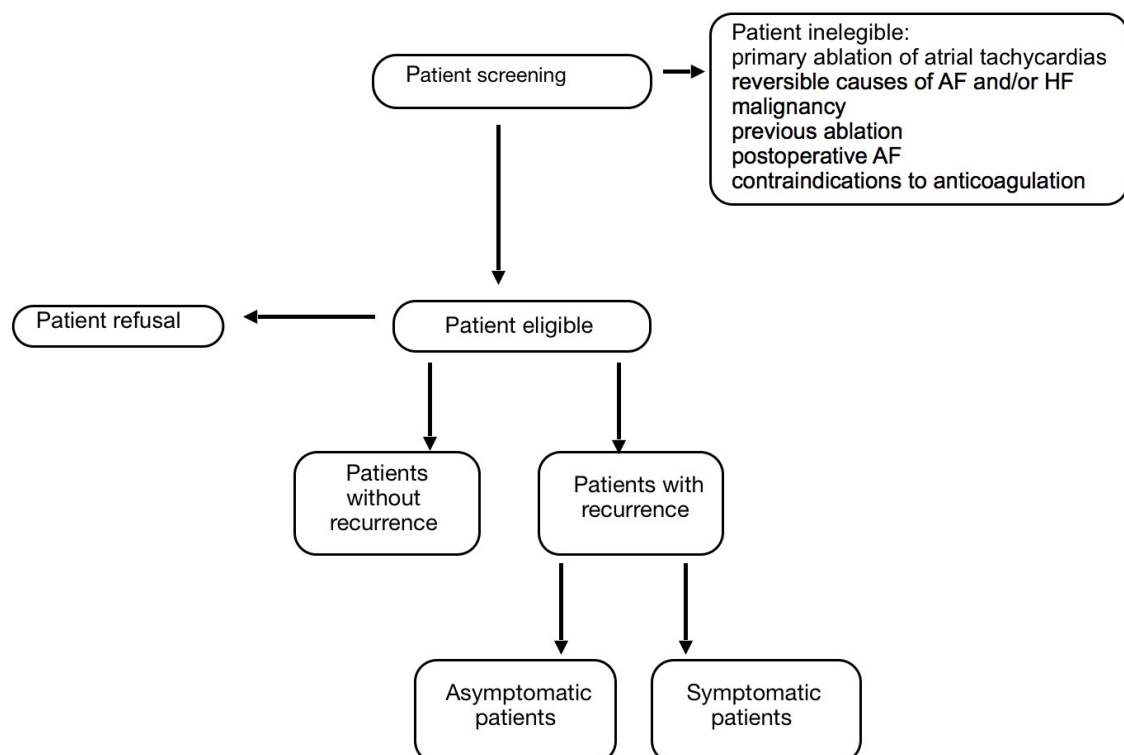 Patient screening
Patient inelegible:
primary ablation of atrial tachycardias
reversible causes of AF and/or HF
malignancy
previous ablation
postoperative AF
contraindications to anticoagulation
Patient refusal
Patient eligible
Patients
without
recurrence
Patients with
recurrence
Asymptomatic
patients
Symptomatic
patients